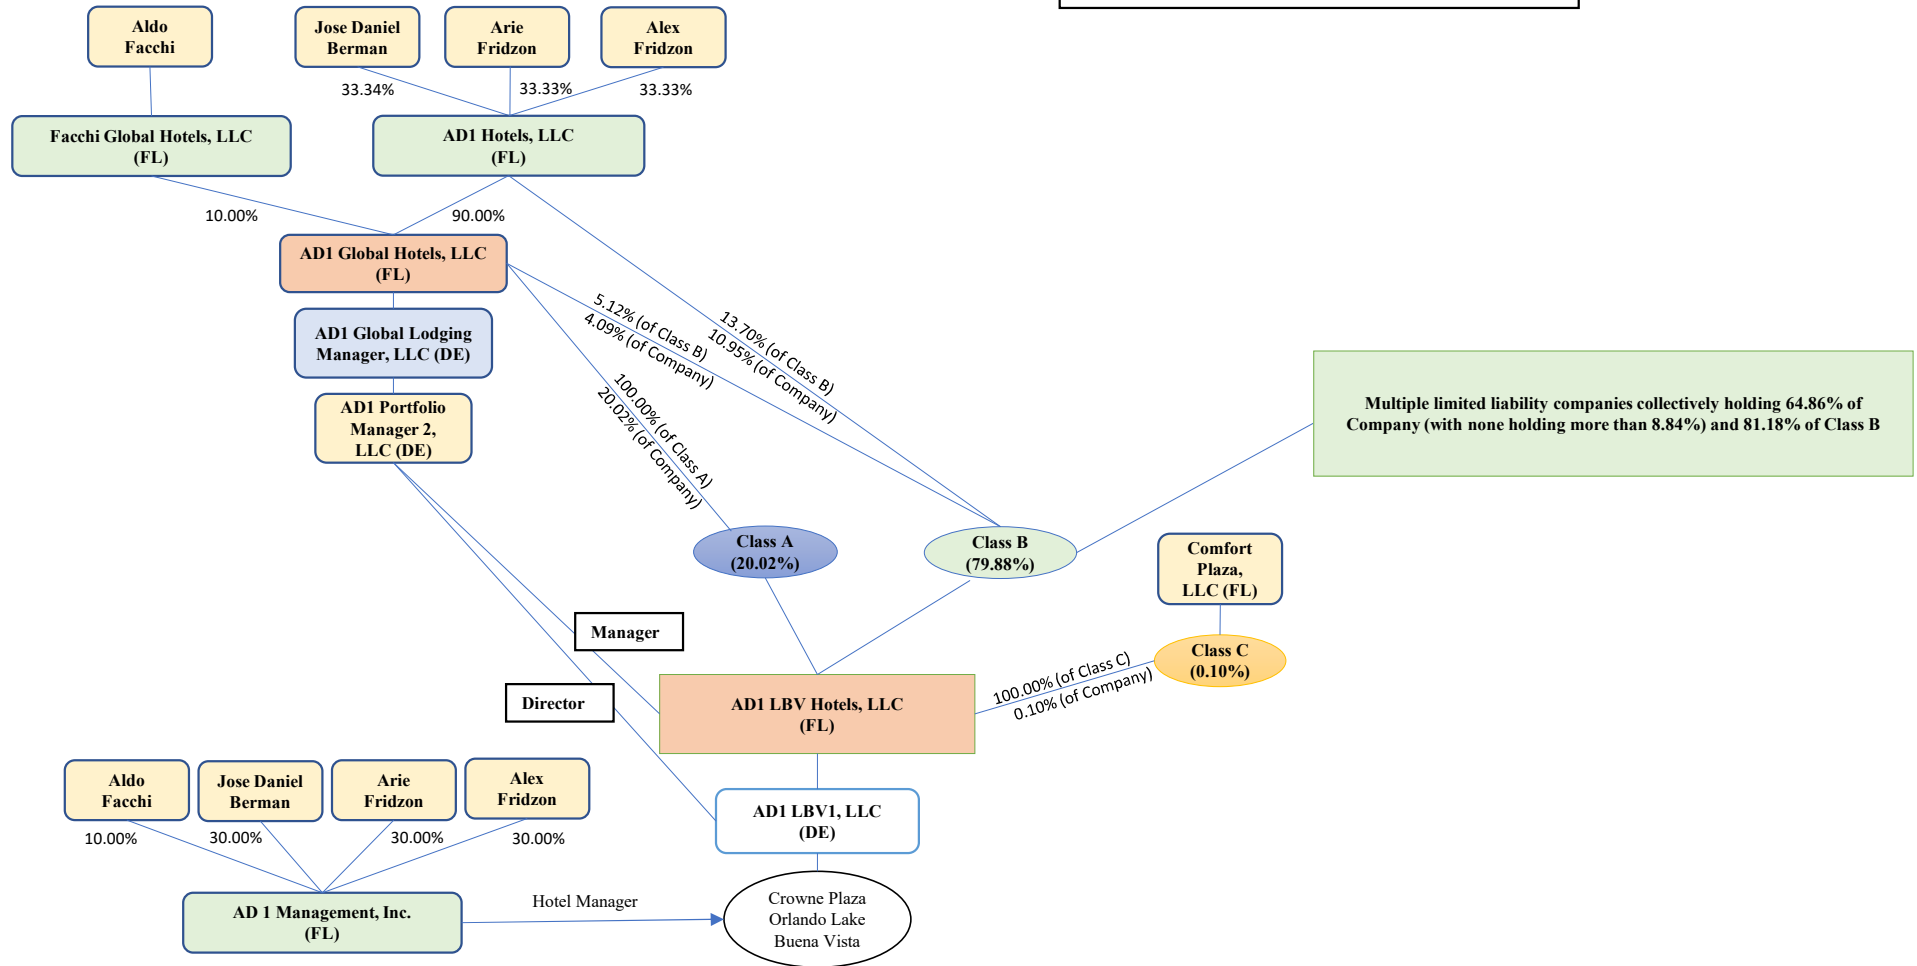 Aldo
Facchi
Jose Daniel
Berman
Arie
Fridzon
Alex
Fridzon
33.34%
33.33%
33.33%
Facchi Global Hotels, LLC
(FL)
AD1 Hotels, LLC
(FL)
10.00%
90.00%
AD1 Global Hotels, LLC
(FL)
AD1 Global Lodging
Manager, LLC (DE)
AD1 Portfolio
Manager 2,
LLC (DE)
5.12% (of Class B)
4.09% (of Company)
13.70% (of Class B)
10.95% (of Company)
100.00% (of Class A)
20.02% (of Company)
Multiple limited liability companies collectively holding 64.86% of
Company (with none holding more than 8.84%) and 81.18% of Class B
Class A
(20.02%)
Class B
(79.88%)
Comfort
Plaza,
LLC (FL)
Class C
(0.10%)
Manager
Director
100.00% (of Class C)
0.10% (of Company)
AD1 LBV Hotels, LLC
(FL)
Aldo
Facchi
Jose Daniel
Berman
Arie
Fridzon
Alex
Fridzon
10.00%
30.00%
30.00%
30.00%
AD1 LBV1, LLC
(DE)
AD 1 Management, Inc.
(FL)
Hotel Manager
Crowne Plaza
Orlando Lake
Buena Vista